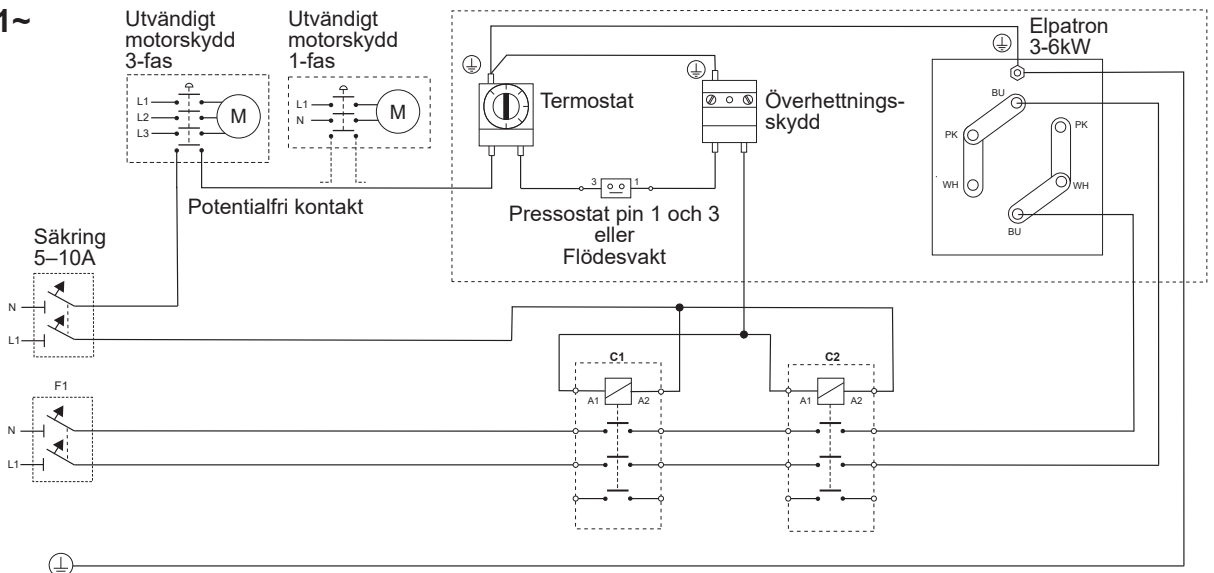 1~
Utvändigt
motorskydd
3-fas
L1
L2
L3
M
Utvändigt
motorskydd
1-fas
L1
N
M
Termostat
Överhettnings-
skydd
Elpatron
3-6kW
BU
PK
WH
PK
WH
BU
Potentialfri kontakt
3
1
Pressostat pin 1 och 3
eller
Flödesvakt
Säkring
5–10A
N
L1
C1
A1
A2
C2
A1
A2
F1
N
L1